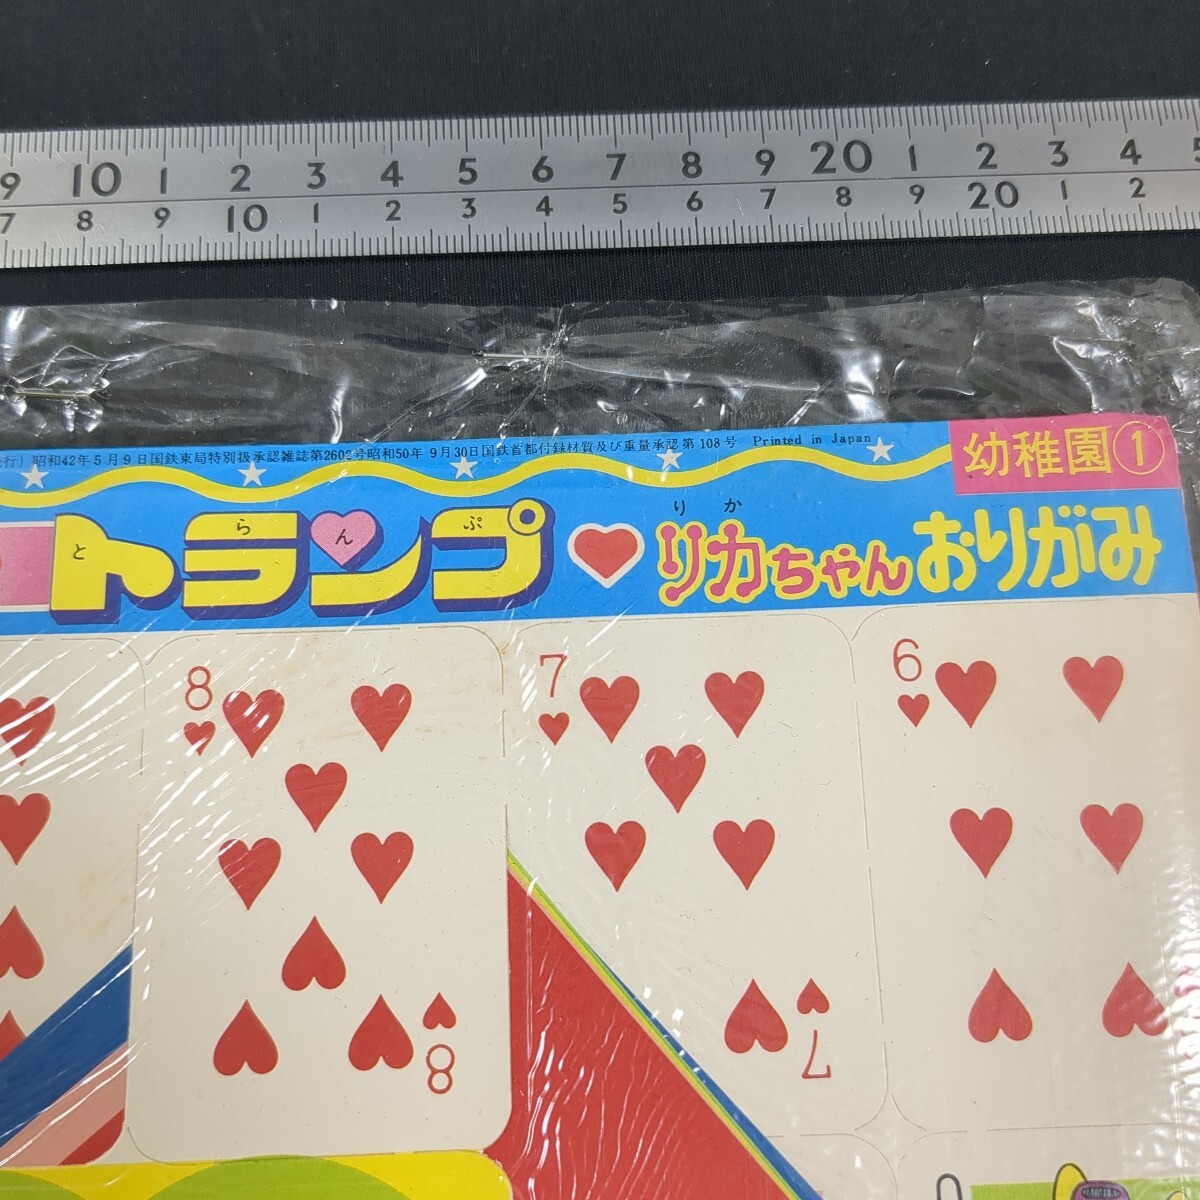 9 10 1 2 3 4 5 6 7 8 9 20 1 2 3 4 5
7 8 9 10 1 2 3 4 5 6 7 8 9 20 1 2
行）昭和42年5月9日国鉄東局特別扱承認雑誌第2602号昭和50年 9月30日国鉄首都付録材質及び重量承認第108号 Printed in Japan
幼稚園①
とらんぷ りか
トランプ リカちゃんおりがみ
8 7 6
8 7